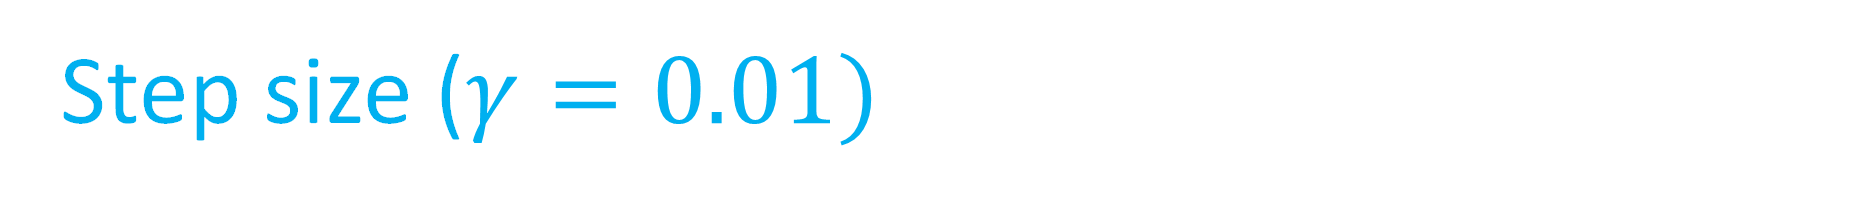 Step size (γ = 0.01)